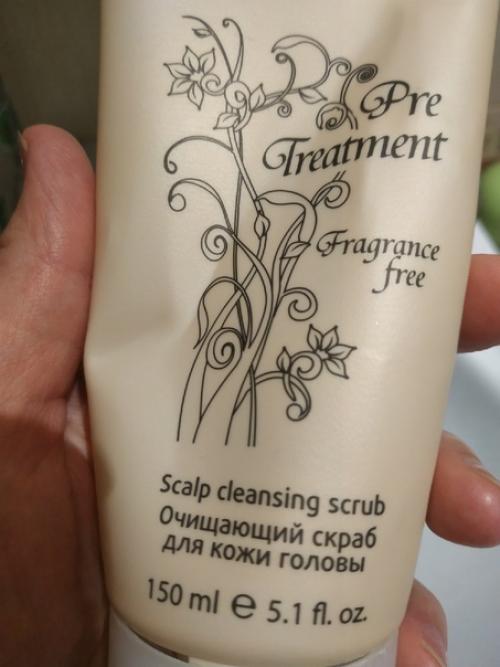 Pre
Treatment
Fragrance
free
Scalp cleansing scrub
Очищающий скраб
для кожи головы
150 ml e 5.1 fl. oz.